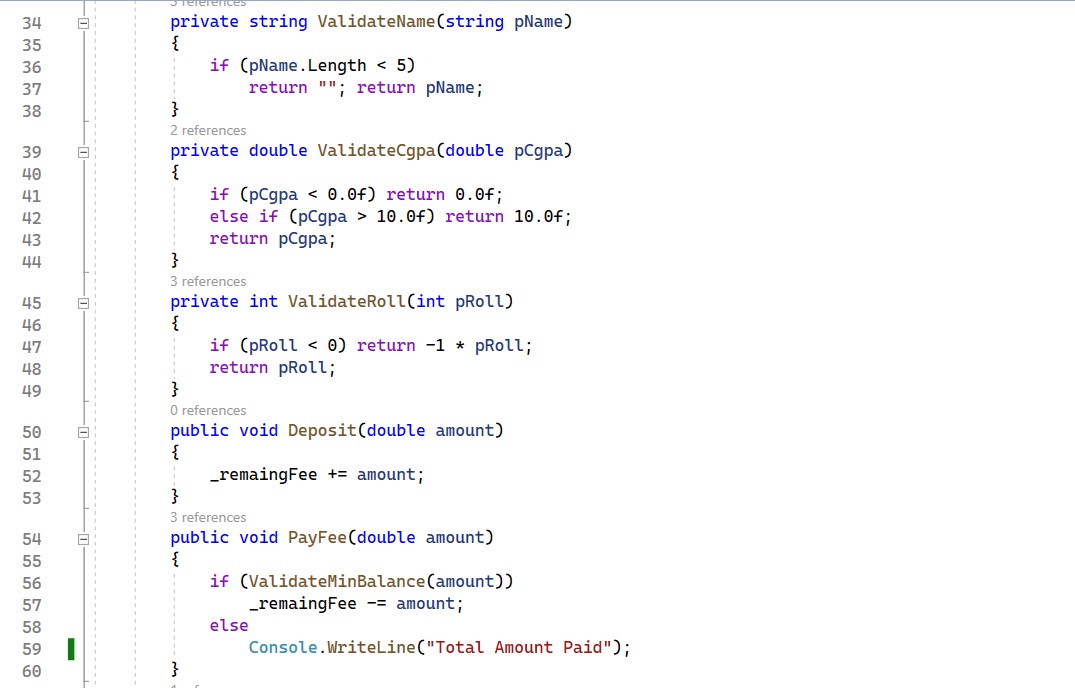 3 references
34 private string ValidateName(string pName)
35 {
36 if (pName.Length < 5)
37 return ""; return pName;
38 }
2 references
39 private double ValidateCgpa(double pCgpa)
40 {
41 if (pCgpa < 0.0f) return 0.0f;
42 else if (pCgpa > 10.0f) return 10.0f;
43 return pCgpa;
44 }
3 references
45 private int ValidateRoll(int pRoll)
46 {
47 if (pRoll < 0) return -1 * pRoll;
48 return pRoll;
49 }
0 references
50 public void Deposit(double amount)
51 {
52 _remaingFee += amount;
53 }
3 references
54 public void PayFee(double amount)
55 {
56 if (ValidateMinBalance(amount))
57 _remaingFee -= amount;
58 else
59 Console.WriteLine("Total Amount Paid");
60 }